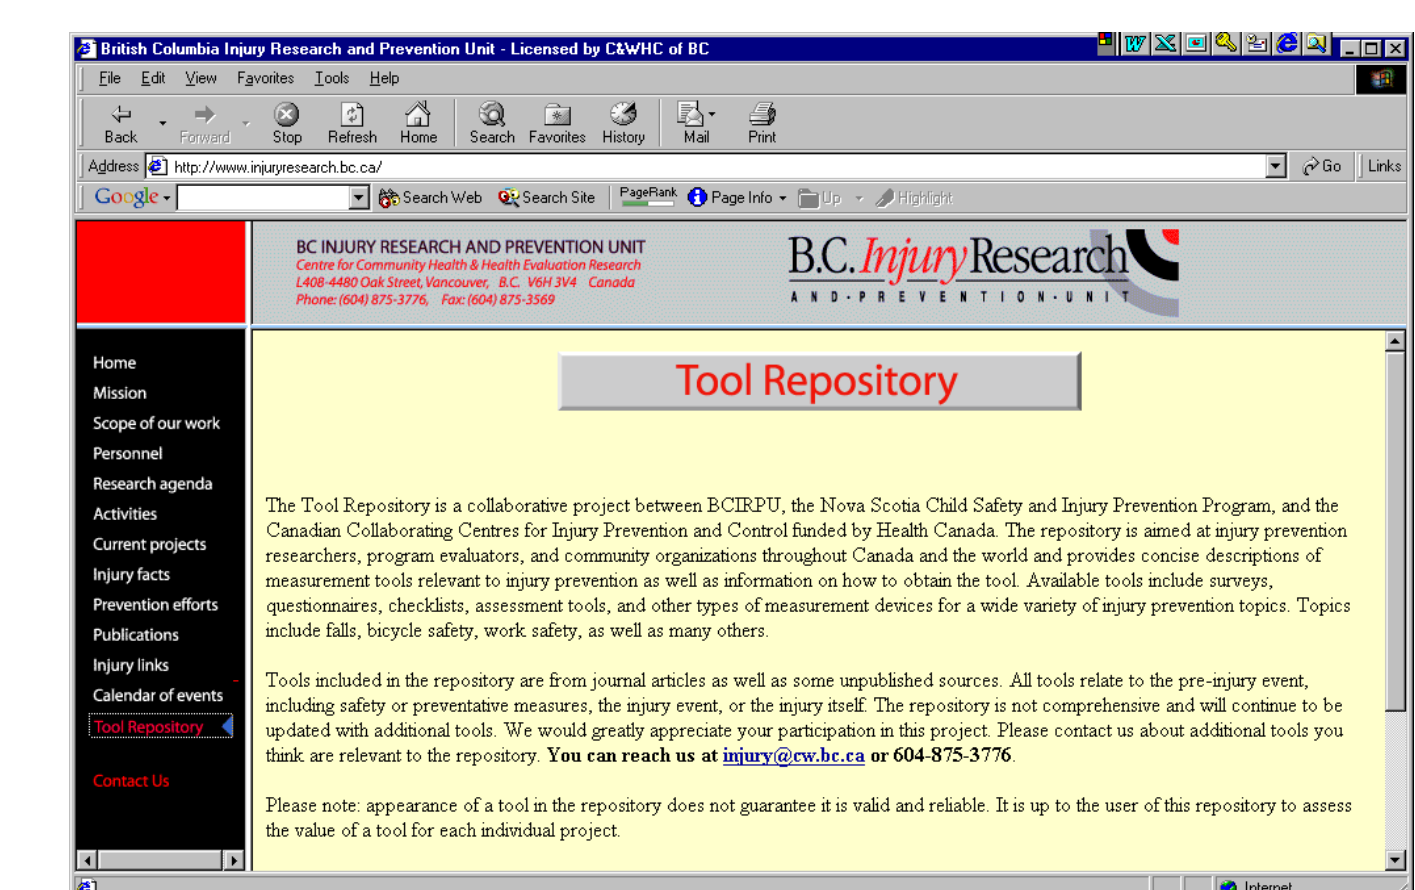 British Columbia Injury Research and Prevention Unit - Licensed by C&WHC of BC
File Edit View Favorites Tools Help
Back Forward Stop Refresh Home Search Favorites History Mail Print
Address http://www.injuryresearch.bc.ca/ Go Links
Google Search Web Search Site PageRank Page Info Up Highlight
BC INJURY RESEARCH AND PREVENTION UNIT
Centre for Community Health & Health Evaluation Research
L408-4480 Oak Street, Vancouver, B.C. V6H 3V4 Canada
Phone: (604) 875-3776, Fax: (604) 875-3569
B.C. Injury Research
AND·PREVENTION·UNIT
Home
Mission
Scope of our work
Personnel
Research agenda
Activities
Current projects
Injury facts
Prevention efforts
Publications
Injury links
Calendar of events
Tool Repository
Contact Us
Tool Repository
The Tool Repository is a collaborative project between BCIRPU, the Nova Scotia Child Safety and Injury Prevention Program, and the
Canadian Collaborating Centres for Injury Prevention and Control funded by Health Canada. The repository is aimed at injury prevention
researchers, program evaluators, and community organizations throughout Canada and the world and provides concise descriptions of
measurement tools relevant to injury prevention as well as information on how to obtain the tool. Available tools include surveys,
questionnaires, checklists, assessment tools, and other types of measurement devices for a wide variety of injury prevention topics. Topics
include falls, bicycle safety, work safety, as well as many others.
Tools included in the repository are from journal articles as well as some unpublished sources. All tools relate to the pre-injury event,
including safety or preventative measures, the injury event, or the injury itself. The repository is not comprehensive and will continue to be
updated with additional tools. We would greatly appreciate your participation in this project. Please contact us about additional tools you
think are relevant to the repository. You can reach us at injury@cw.bc.ca or 604-875-3776.
Please note: appearance of a tool in the repository does not guarantee it is valid and reliable. It is up to the user of this repository to assess
the value of a tool for each individual project.
Internet